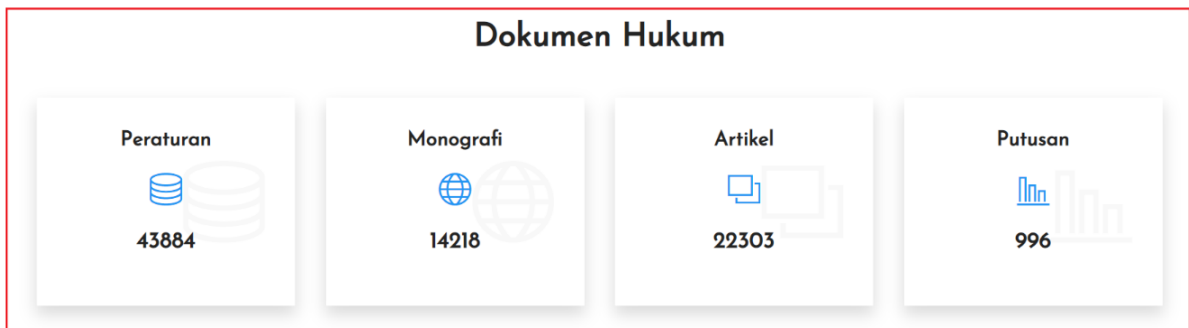 Dokumen Hukum
Peraturan
43884
Monografi
14218
Artikel
22303
Putusan
996